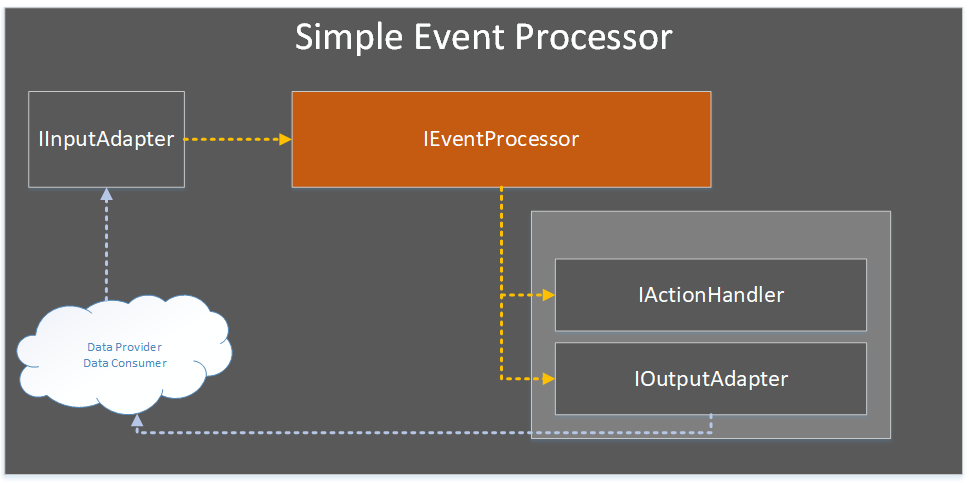 Simple Event Processor
IInputAdapter
IEventProcessor
IActionHandler
IOutputAdapter
Data Provider
Data Consumer